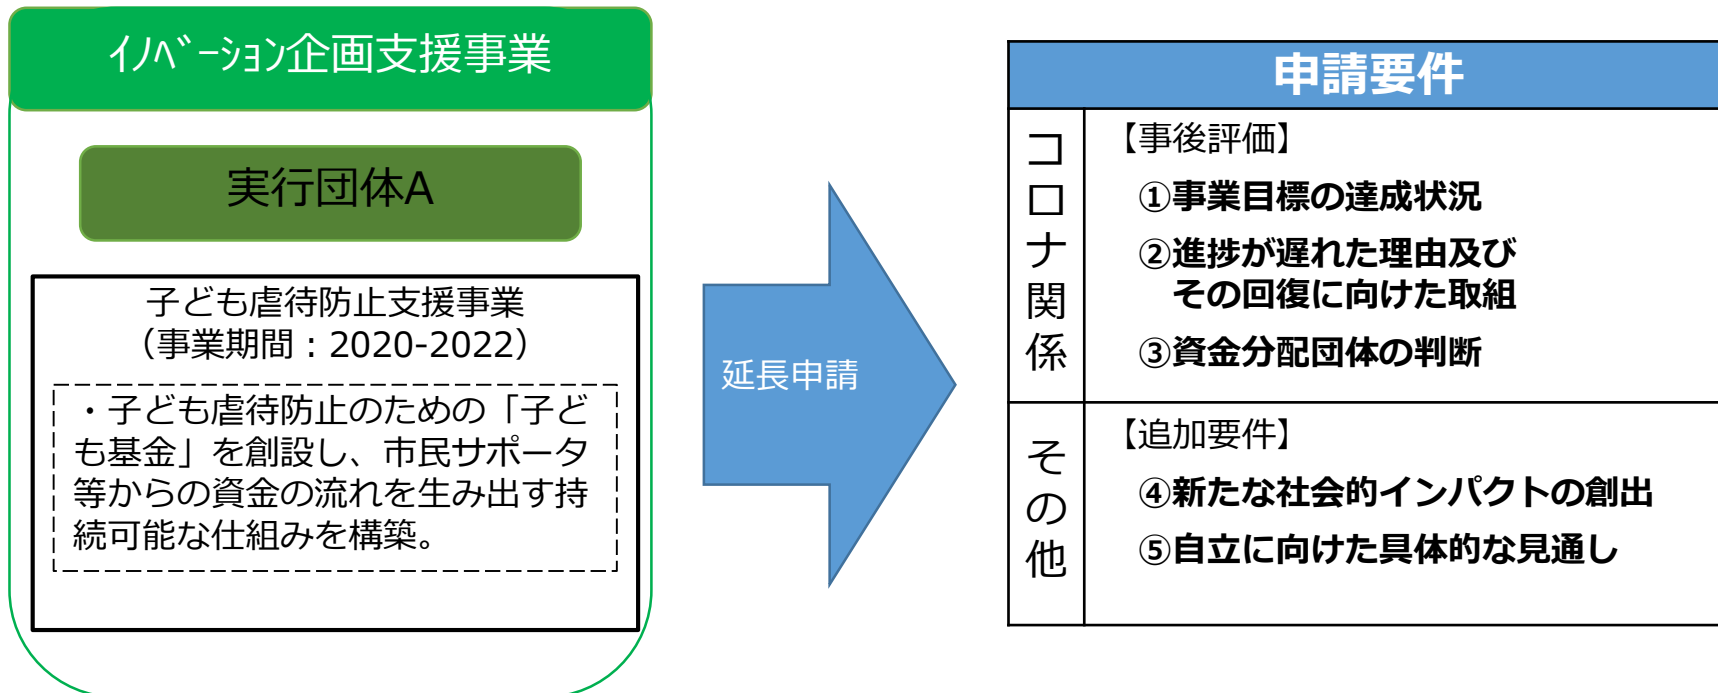 ｲﾉﾍﾞｰｼｮﾝ企画支援事業
実行団体A
子ども虐待防止支援事業
（事業期間：2020-2022）
・子ども虐待防止のための「子ど
も基金」を創設し、市民サポータ
等からの資金の流れを生み出す持
続可能な仕組みを構築。
延長申請
申請要件
コロナ関係
【事後評価】
①事業目標の達成状況
②進捗が遅れた理由及び
その回復に向けた取組
③資金分配団体の判断
その他
【追加要件】
④新たな社会的インパクトの創出
⑤自立に向けた具体的な見通し